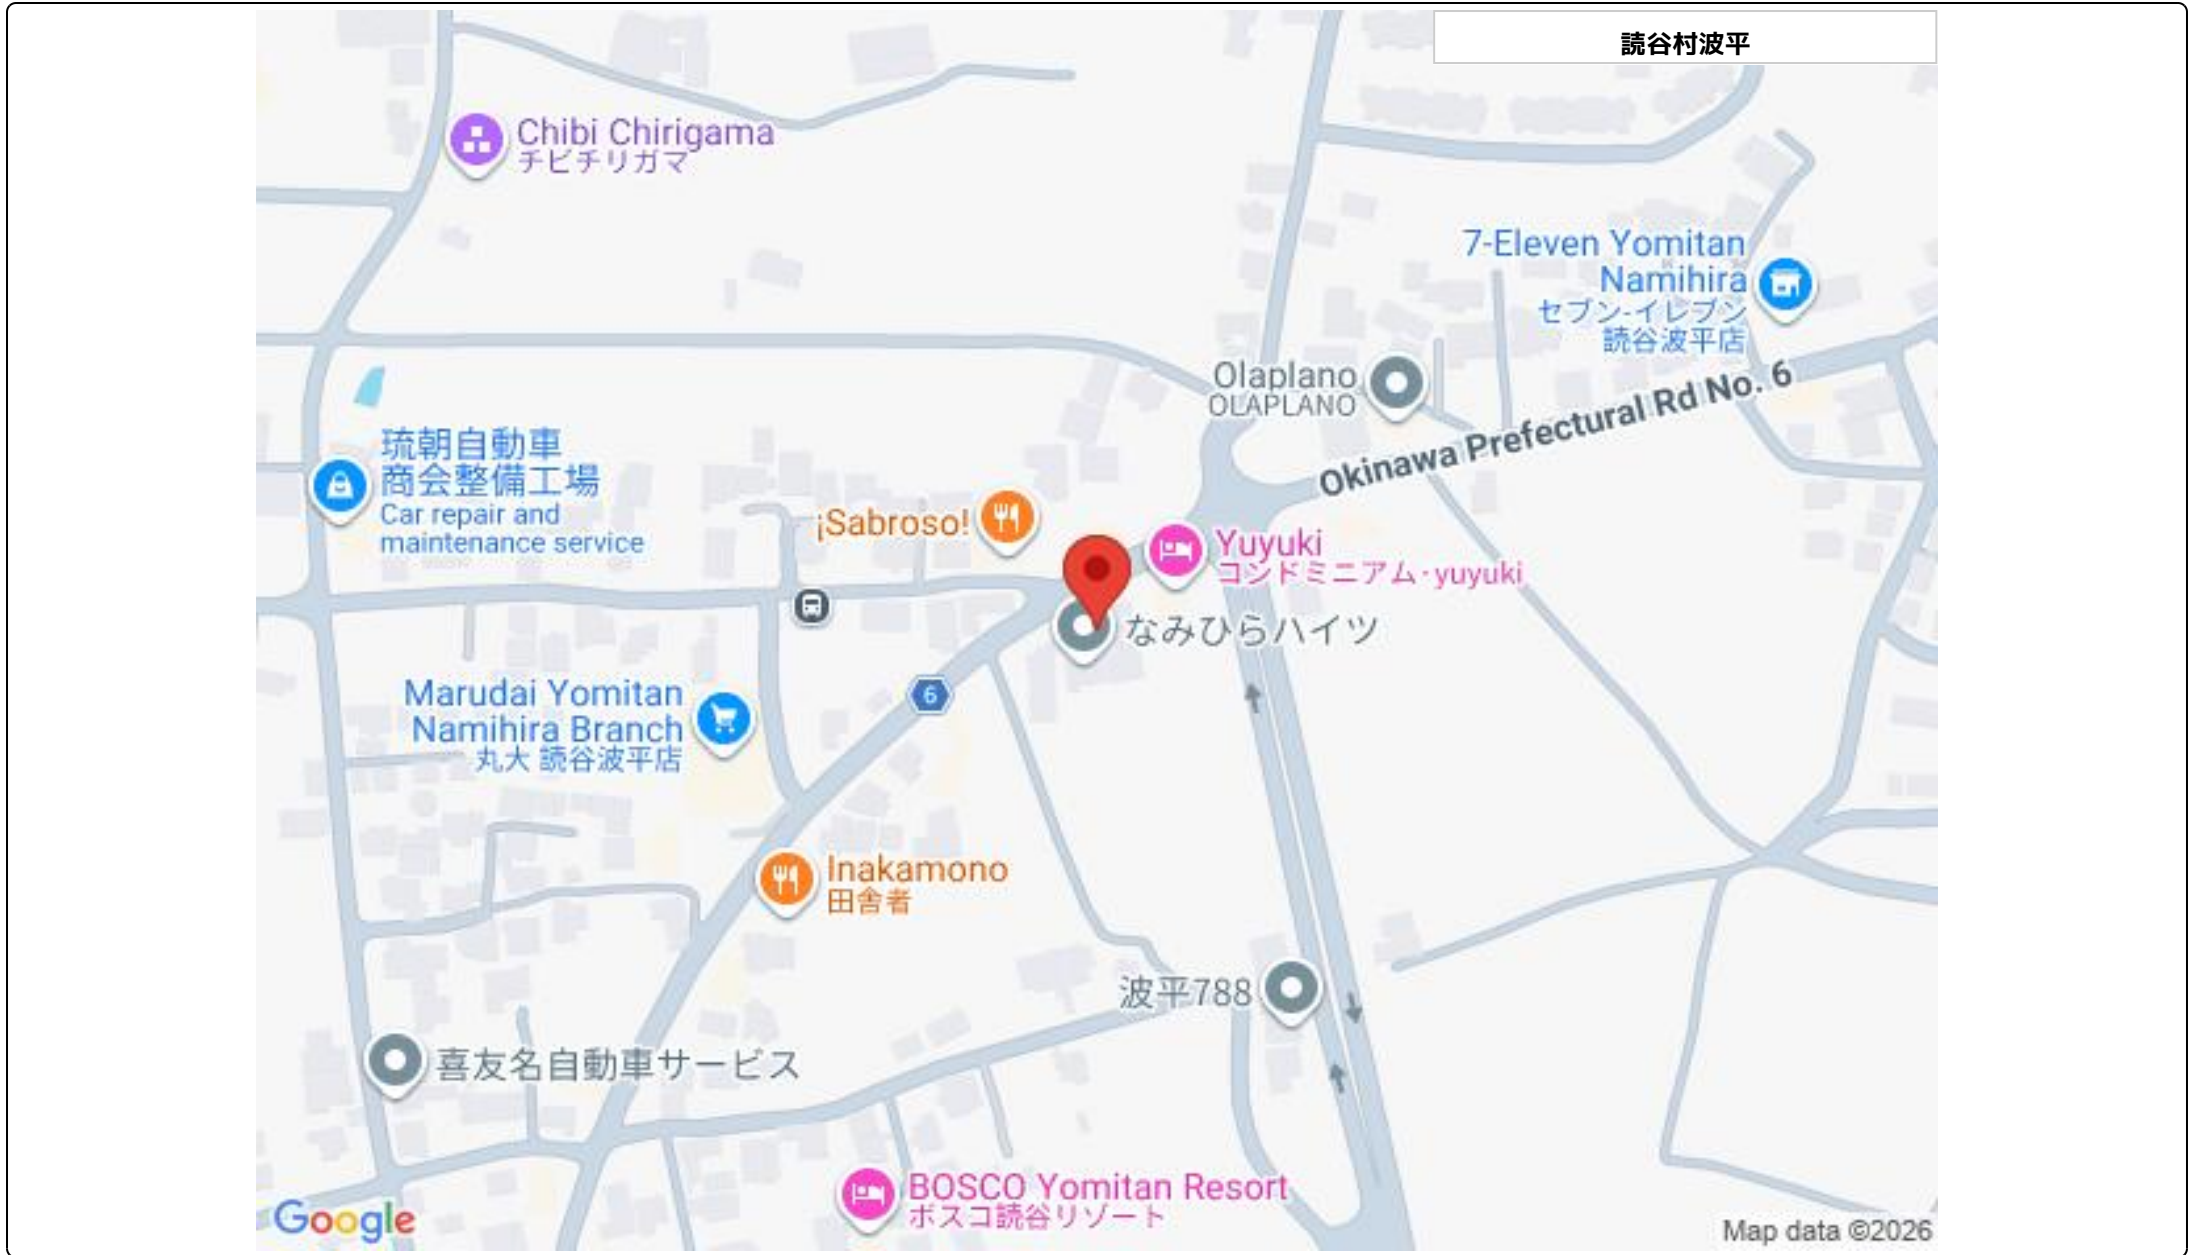 読谷村波平
Chibi Chirigama
チビチリガマ
7-Eleven Yomitan
Namihira
セブン-イレブン
読谷波平店
Olaplano
OLAPLANO
Okinawa Prefectural Rd No. 6
琉朝自動車
商会整備工場
Car repair and
maintenance service
¡Sabroso!
Yuyuki
コンドミニアム·yuyuki
なみひらハイツ
6
Marudai Yomitan
Namihira Branch
丸大 読谷波平店
Inakamono
田舎者
波平788
喜友名自動車サービス
BOSCO Yomitan Resort
ボスコ読谷リゾート
Google
Map data ©2026